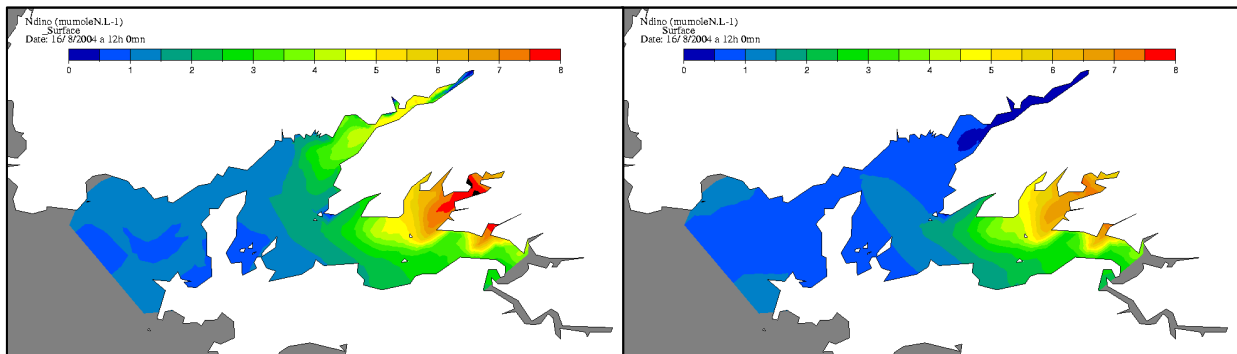 Ndino (mumoleN.L-1)
_Surface
Date: 16/ 8/2004 a 12h 0mn
0 1 2 3 4 5 6 7 8
Ndino (mumoleN.L-1)
Surface
Date: 16/ 8/2004 a 12h 0mn
0 1 2 3 4 5 6 7 8